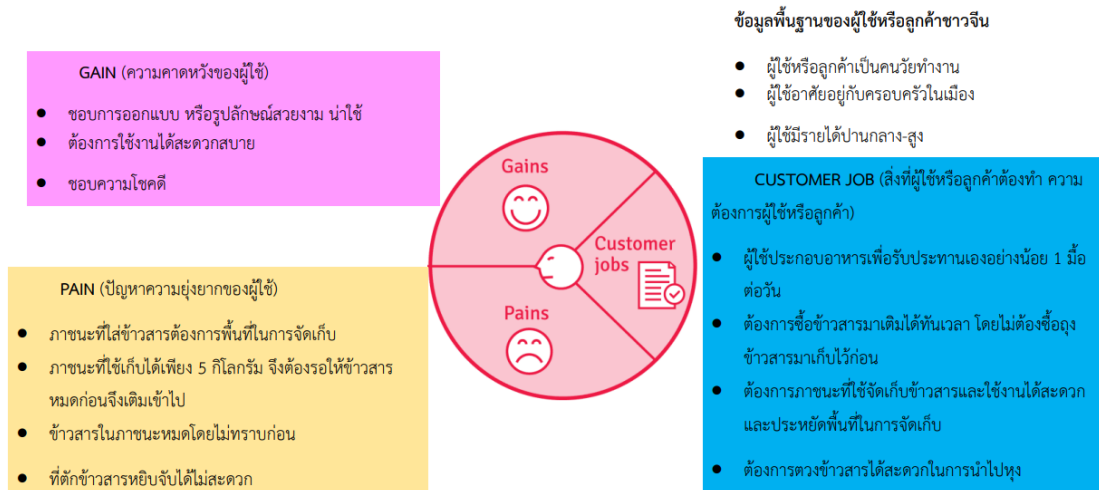 ข้อมูลพื้นฐานของผู้ใช้หรือลูกค้าชาวจีน
● ผู้ใช้หรือลูกค้าเป็นคนวัยทำงาน
● ผู้ใช้อาศัยอยู่กับครอบครัวในเมือง
● ผู้ใช้มีรายได้ปานกลาง-สูง
GAIN (ความคาดหวังของผู้ใช้)
● ชอบการออกแบบ หรือรูปลักษณ์สวยงาม น่าใช้
● ต้องการใช้งานได้สะดวกสบาย
● ชอบความโชคดี
Gains
Customer
jobs
Pains
CUSTOMER JOB (สิ่งที่ผู้ใช้หรือลูกค้าต้องทำ ความ
ต้องการผู้ใช้หรือลูกค้า)
● ผู้ใช้ประกอบอาหารเพื่อรับประทานเองอย่างน้อย 1 มื้อ
ต่อวัน
● ต้องการซื้อข้าวสารมาเติมได้ทันเวลา โดยไม่ต้องซื้อถุง
ข้าวสารมาเก็บไว้ก่อน
● ต้องการภาชนะที่ใช้จัดเก็บข้าวสารและใช้งานได้สะดวก
และประหยัดพื้นที่ในการจัดเก็บ
● ต้องการตวงข้าวสารได้สะดวกในการนำไปหุง
PAIN (ปัญหาความยุ่งยากของผู้ใช้)
● ภาชนะที่ใส่ข้าวสารต้องการพื้นที่ในการจัดเก็บ
● ภาชนะที่ใช้เก็บได้เพียง 5 กิโลกรัม จึงต้องรอให้ข้าวสาร
หมดก่อนจึงเติมเข้าไป
● ข้าวสารในภาชนะหมดโดยไม่ทราบก่อน
● ที่ตักข้าวสารหยิบจับได้ไม่สะดวก